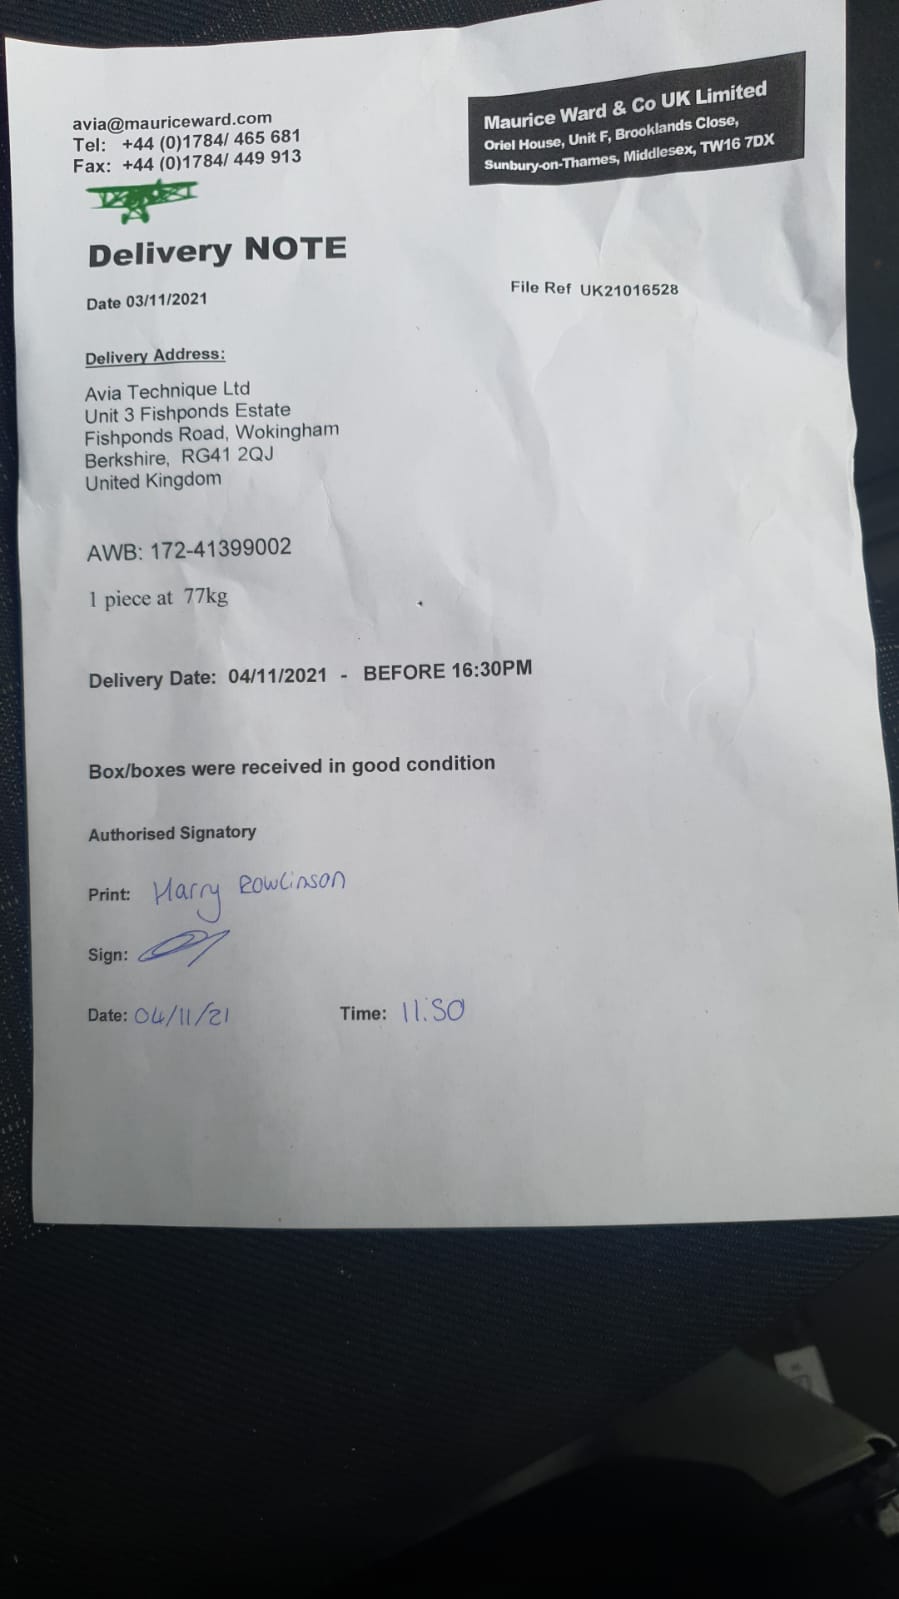 avia@mauriceward.com
Tel: +44 (0)1784/ 465 681
Fax: +44 (0)1784/ 449 913
Maurice Ward & Co UK Limited
Oriel House, Unit F, Brooklands Close,
Sunbury-on-Thames, Middlesex, TW16 7DX
Delivery NOTE
Date 03/11/2021
File Ref UK21016528
Delivery Address:
Avia Technique Ltd
Unit 3 Fishponds Estate
Fishponds Road, Wokingham
Berkshire, RG41 2QJ
United Kingdom
AWB: 172-41399002
1 piece at 77kg
Delivery Date: 04/11/2021 - BEFORE 16:30PM
Box/boxes were received in good condition
Authorised Signatory
Print: Harry Rowlinson
Sign:
Date: 04/11/21 Time: 11:50